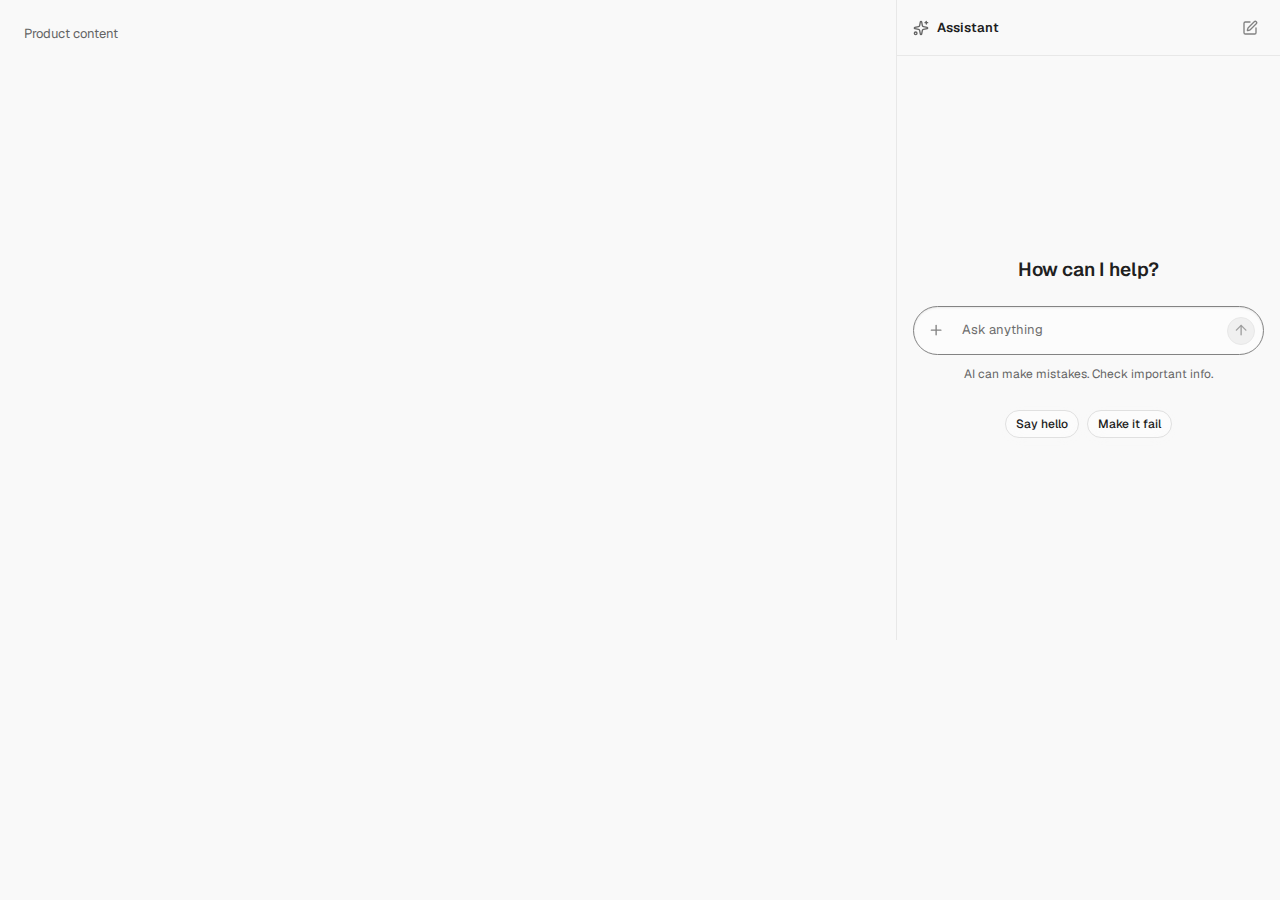 Product content
Assistant
How can I help?
Ask anything
AI can make mistakes. Check important info.
Say hello
Make it fail